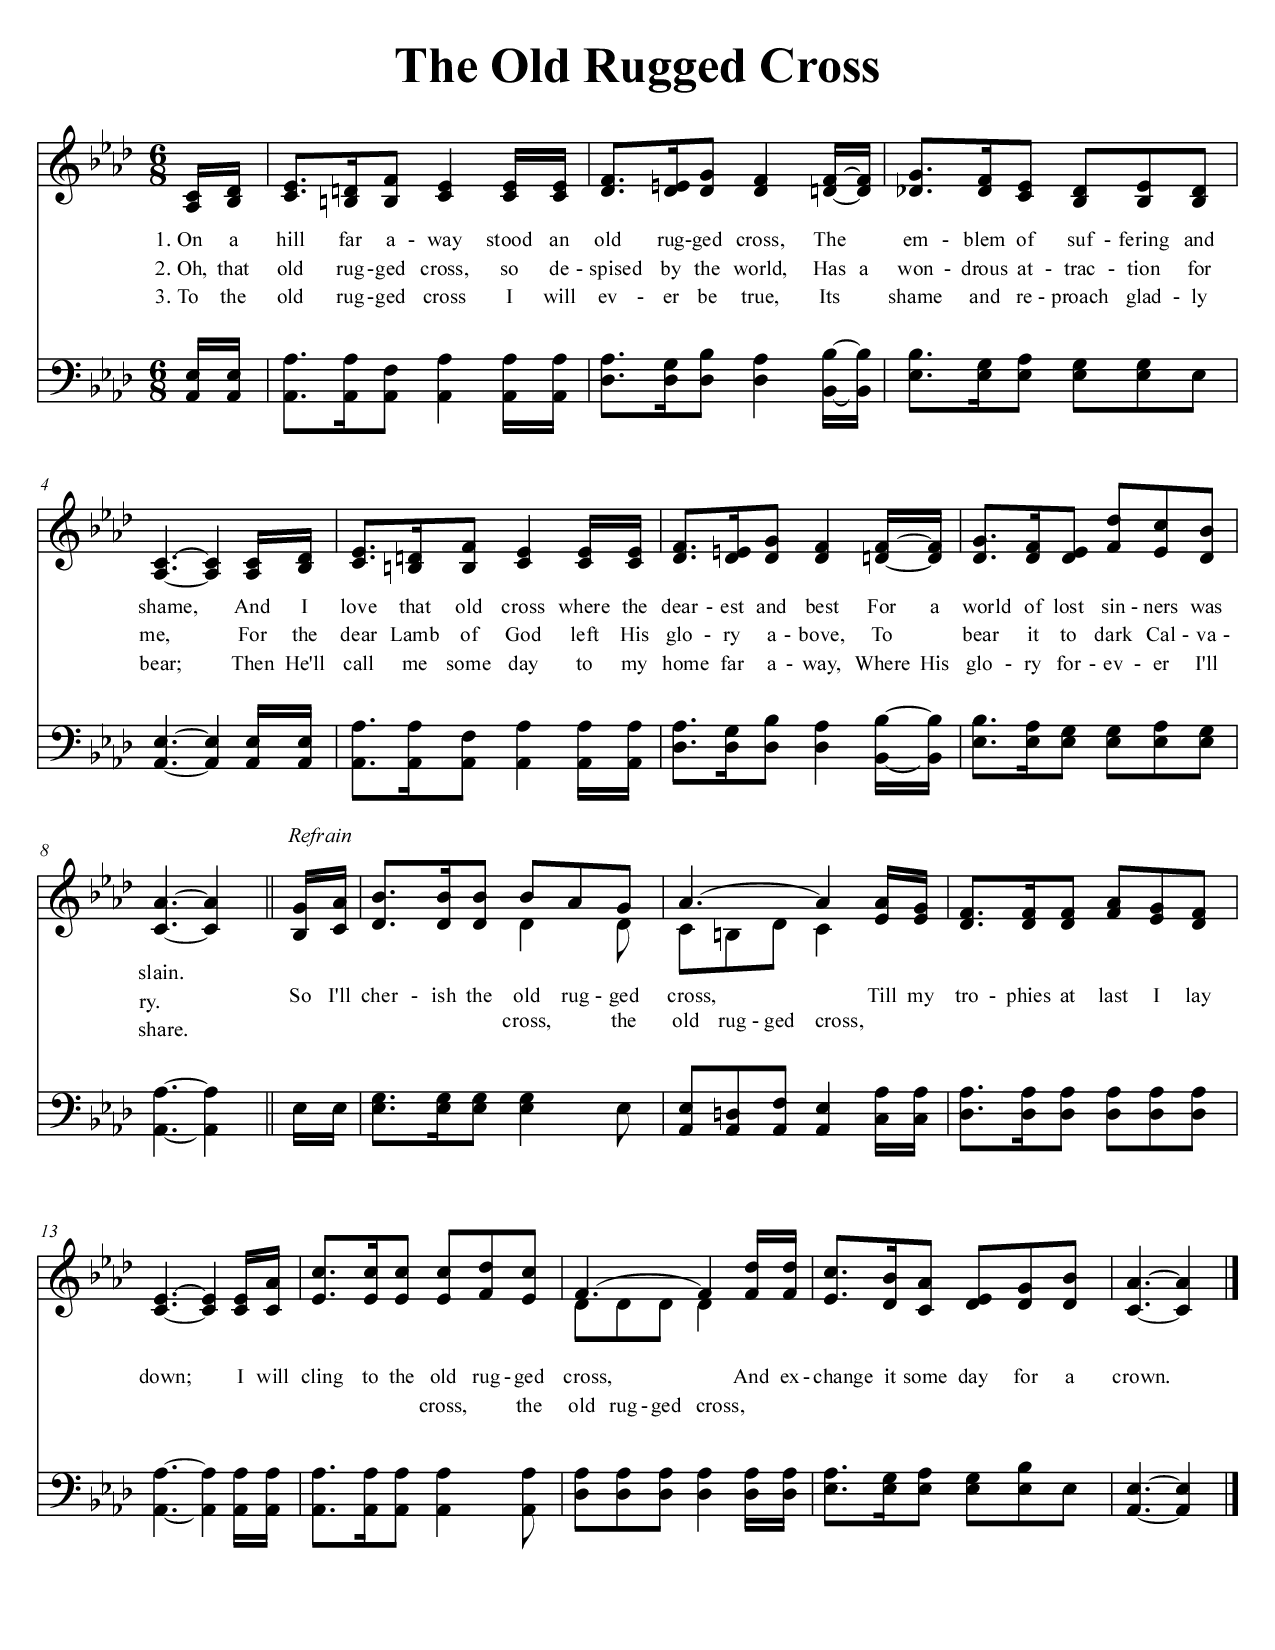 The Old Rugged Cross
6
8
1. On a hill far a - way stood an old rug - ged cross, The em - blem of suf - fering and
2. Oh, that old rug - ged cross, so de - spised by the world, Has a won - drous at - trac - tion for
3. To the old rug - ged cross I will ev - er be true, Its shame and re - proach glad - ly
6
8
4
shame, And I love that old cross where the dear - est and best For a world of lost sin - ners was
me, For the dear Lamb of God left His glo - ry a - bove, To bear it to dark Cal - va -
bear; Then He'll call me some day to my home far a - way, Where His glo - ry for - ev - er I'll
Refrain
8
slain.
ry.
share.
So I'll cher - ish the old rug - ged cross, Till my tro - phies at last I lay
cross, the old rug - ged cross,
13
down; I will cling to the old rug - ged cross, And ex - change it some day for a crown.
cross, the old rug - ged cross,